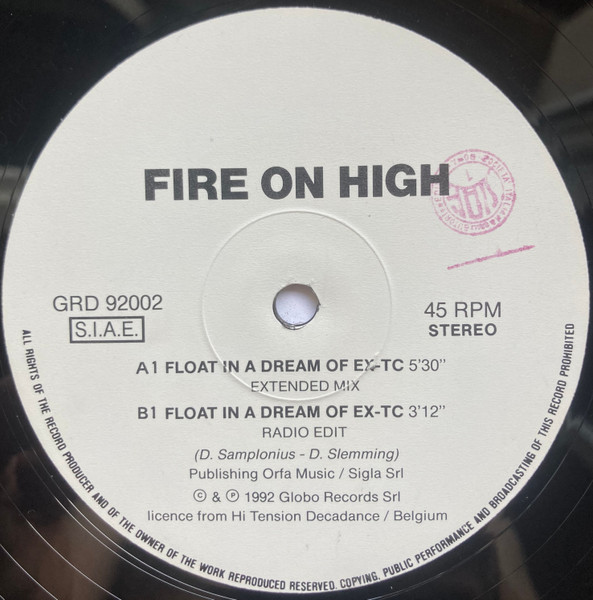 FIRE ON HIGH
GRD 92002
S.I.A.E.
45 RPM
STEREO
A1 FLOAT IN A DREAM OF EX-TC 5'30"
EXTENDED MIX
B1 FLOAT IN A DREAM OF EX-TC 3'12"
RADIO EDIT
(D. Samplonius - D. Slemming)
Publishing Orfa Music / Sigla Srl
© & ℗ 1992 Globo Records Srl
licence from Hi Tension Decadance / Belgium
ALL RIGHTS OF THE RECORD PRODUCER AND OF THE OWNER OF THE WORK REPRODUCED RESERVED. COPYING, PUBLIC PERFORMANCE AND BROADCASTING OF THIS RECORD PROHIBITED